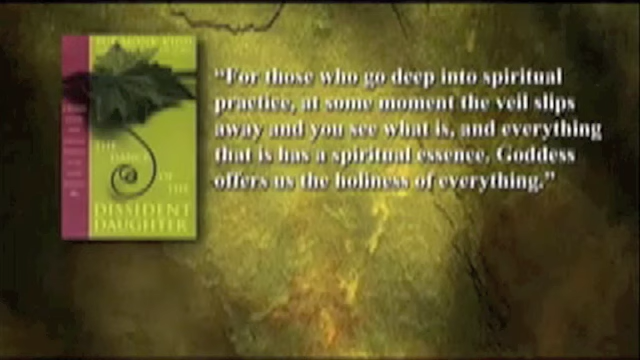 THE
DANCE
OF
THE
DISSIDENT
DAUGHTER
“For those who go deep into spiritual
practice, at some moment the veil slips
away and you see what is, and everything
that is has a spiritual essence. Goddess
offers us the holiness of everything.”